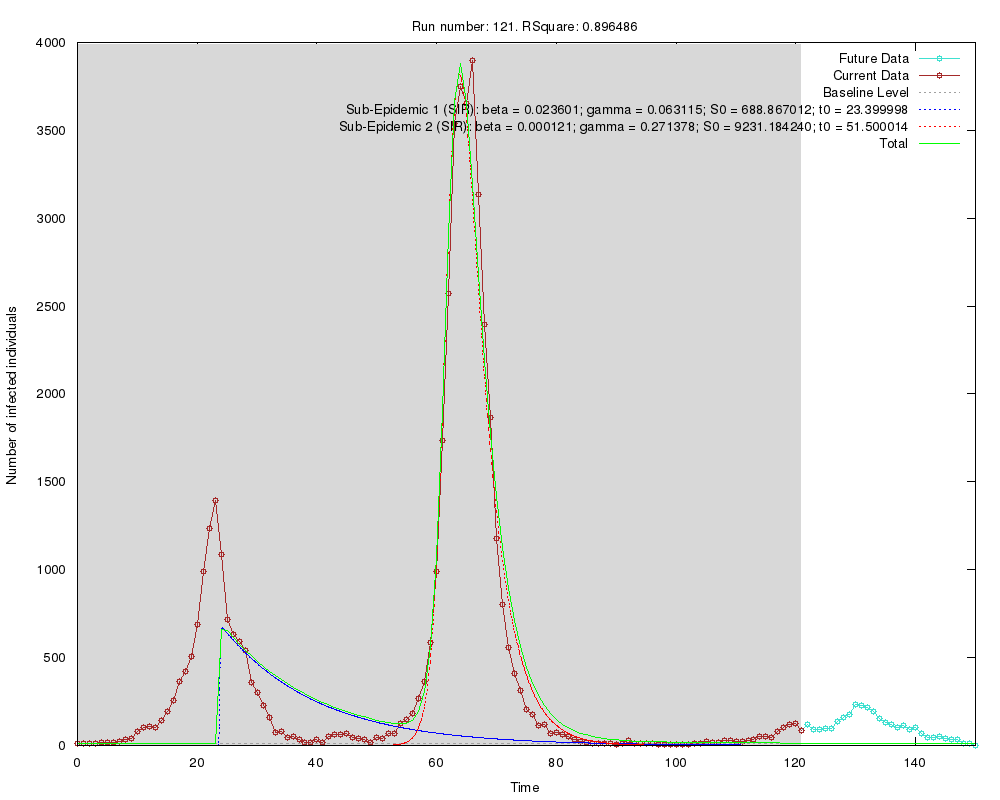 Run number: 121. RSquare: 0.896486
4000
3500
3000
2500
2000
1500
1000
500
0
Number of infected individuals
Future Data
Current Data
Baseline Level
Sub-Epidemic 1 (SIR): beta = 0.023601; gamma = 0.063115; S0 = 688.867012; t0 = 23.399998
Sub-Epidemic 2 (SIR): beta = 0.000121; gamma = 0.271378; S0 = 9231.184240; t0 = 51.500014
Total
0 20 40 60 80 100 120 140
Time